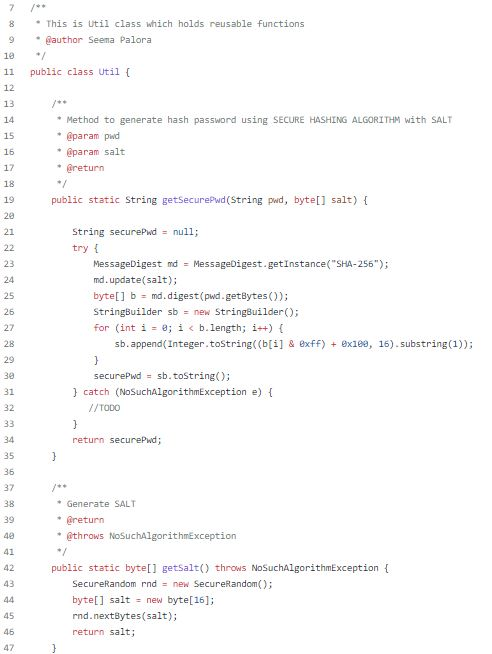 7 /**
8  * This is Util class which holds reusable functions
9  * @author Seema Palora
10  */
11 public class Util {
12
13     /**
14      * Method to generate hash password using SECURE HASHING ALGORITHM with SALT
15      * @param pwd
16      * @param salt
17      * @return
18      */
19     public static String getSecurePwd(String pwd, byte[] salt) {
20
21         String securePwd = null;
22         try {
23             MessageDigest md = MessageDigest.getInstance("SHA-256");
24             md.update(salt);
25             byte[] b = md.digest(pwd.getBytes());
26             StringBuilder sb = new StringBuilder();
27             for (int i = 0; i < b.length; i++) {
28                 sb.append(Integer.toString((b[i] & 0xff) + 0x100, 16).substring(1));
29             }
30             securePwd = sb.toString();
31         } catch (NoSuchAlgorithmException e) {
32            //TODO
33         }
34         return securePwd;
35     }
36
37     /**
38      * Generate SALT
39      * @return
40      * @throws NoSuchAlgorithmException
41      */
42     public static byte[] getSalt() throws NoSuchAlgorithmException {
43         SecureRandom rnd = new SecureRandom();
44         byte[] salt = new byte[16];
45         rnd.nextBytes(salt);
46         return salt;
47     }